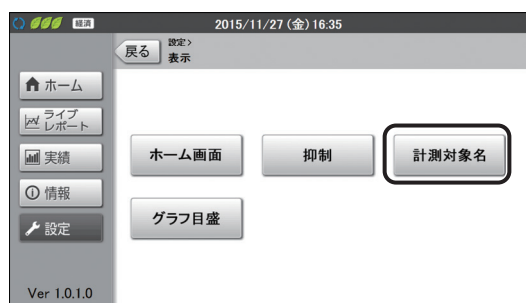 経済
2015/11/27 (金) 16:35
戻る
設定>
表示
ホーム
ライブ
レポート
実績
情報
設定
ホーム画面
抑制
計測対象名
グラフ目盛
Ver 1.0.1.0